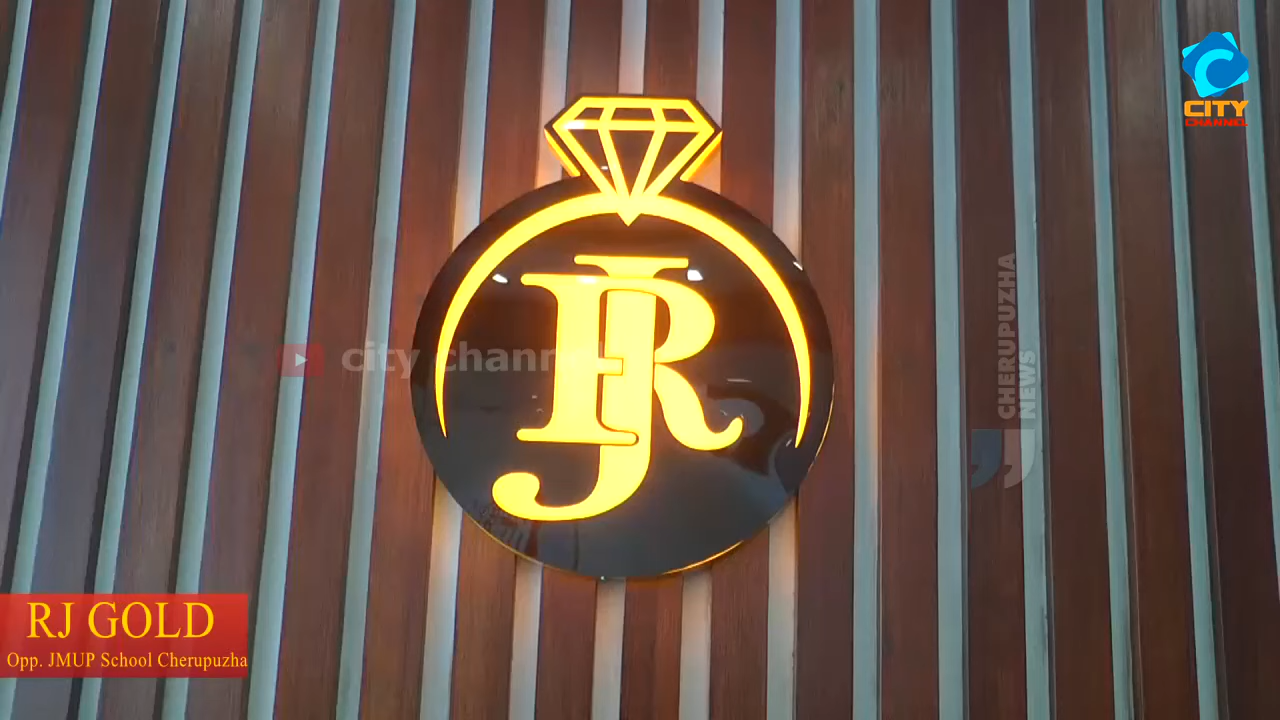 CITY
CHANNEL
RJ
city channel
CHERUPUZHA
NEWS
RJ GOLD
Opp. JMUP School Cherupuzha